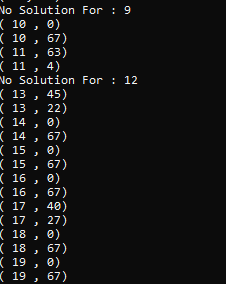 No Solution For : 9
( 10 , 0)
( 10 , 67)
( 11 , 63)
( 11 , 4)
No Solution For : 12
( 13 , 45)
( 13 , 22)
( 14 , 0)
( 14 , 67)
( 15 , 0)
( 15 , 67)
( 16 , 0)
( 16 , 67)
( 17 , 40)
( 17 , 27)
( 18 , 0)
( 18 , 67)
( 19 , 0)
( 19 , 67)